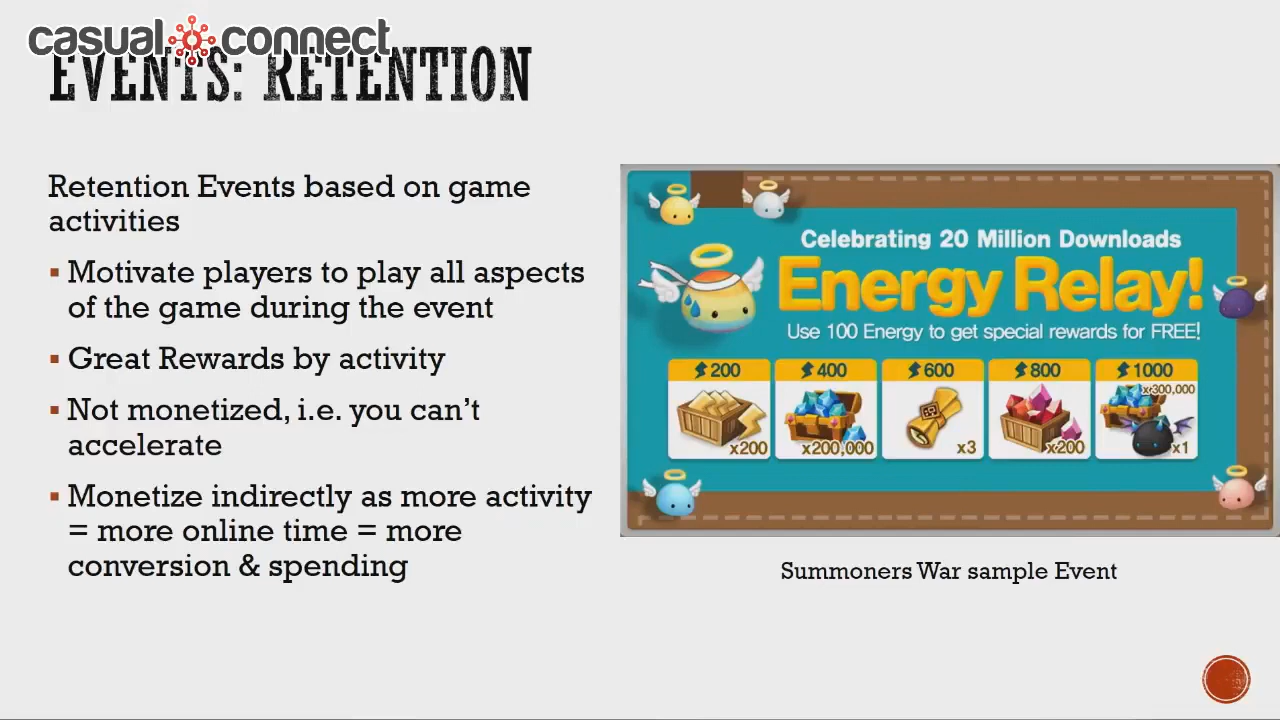 casual connect
EVENTS: RETENTION
Retention Events based on game
activities
▪ Motivate players to play all aspects
of the game during the event
▪ Great Rewards by activity
▪ Not monetized, i.e. you can't
accelerate
▪ Monetize indirectly as more activity
= more online time = more
conversion & spending
Celebrating 20 Million Downloads
Energy Relay!
Use 100 Energy to get special rewards for FREE!
200 400 600 800 1000
x300,000
x200 x200,000 x3 x200 x1
Summoners War sample Event